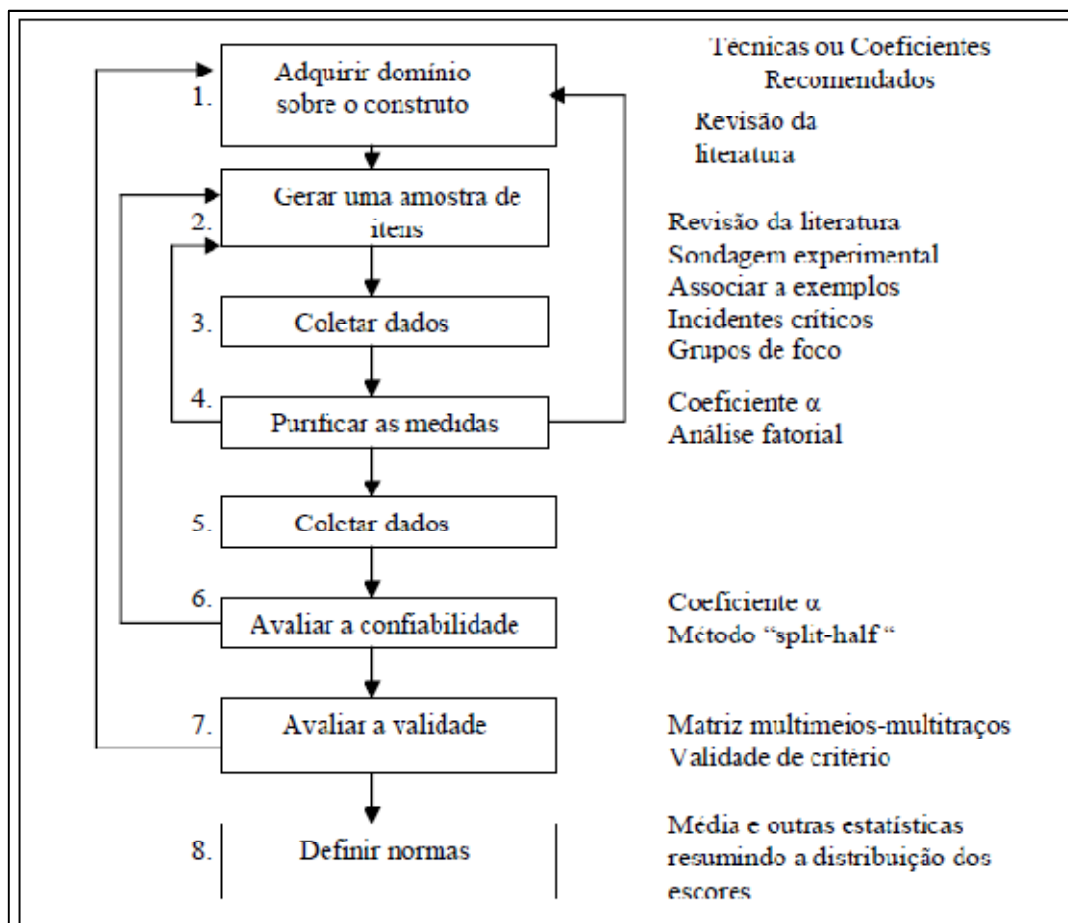 Técnicas ou Coeficientes
Recomendados
1.
Adquirir domínio
sobre o construto
Revisão da
literatura
2.
Gerar uma amostra de
itens
Revisão da literatura
Sondagem experimental
Associar a exemplos
Incidentes críticos
Grupos de foco
3.
Coletar dados
4.
Purificar as medidas
Coeficiente α
Análise fatorial
5.
Coletar dados
6.
Avaliar a confiabilidade
Coeficiente α
Método “split-half “
7.
Avaliar a validade
Matriz multimeios-multitraços
Validade de critério
8.
Definir normas
Média e outras estatísticas
resumindo a distribuição dos
escores